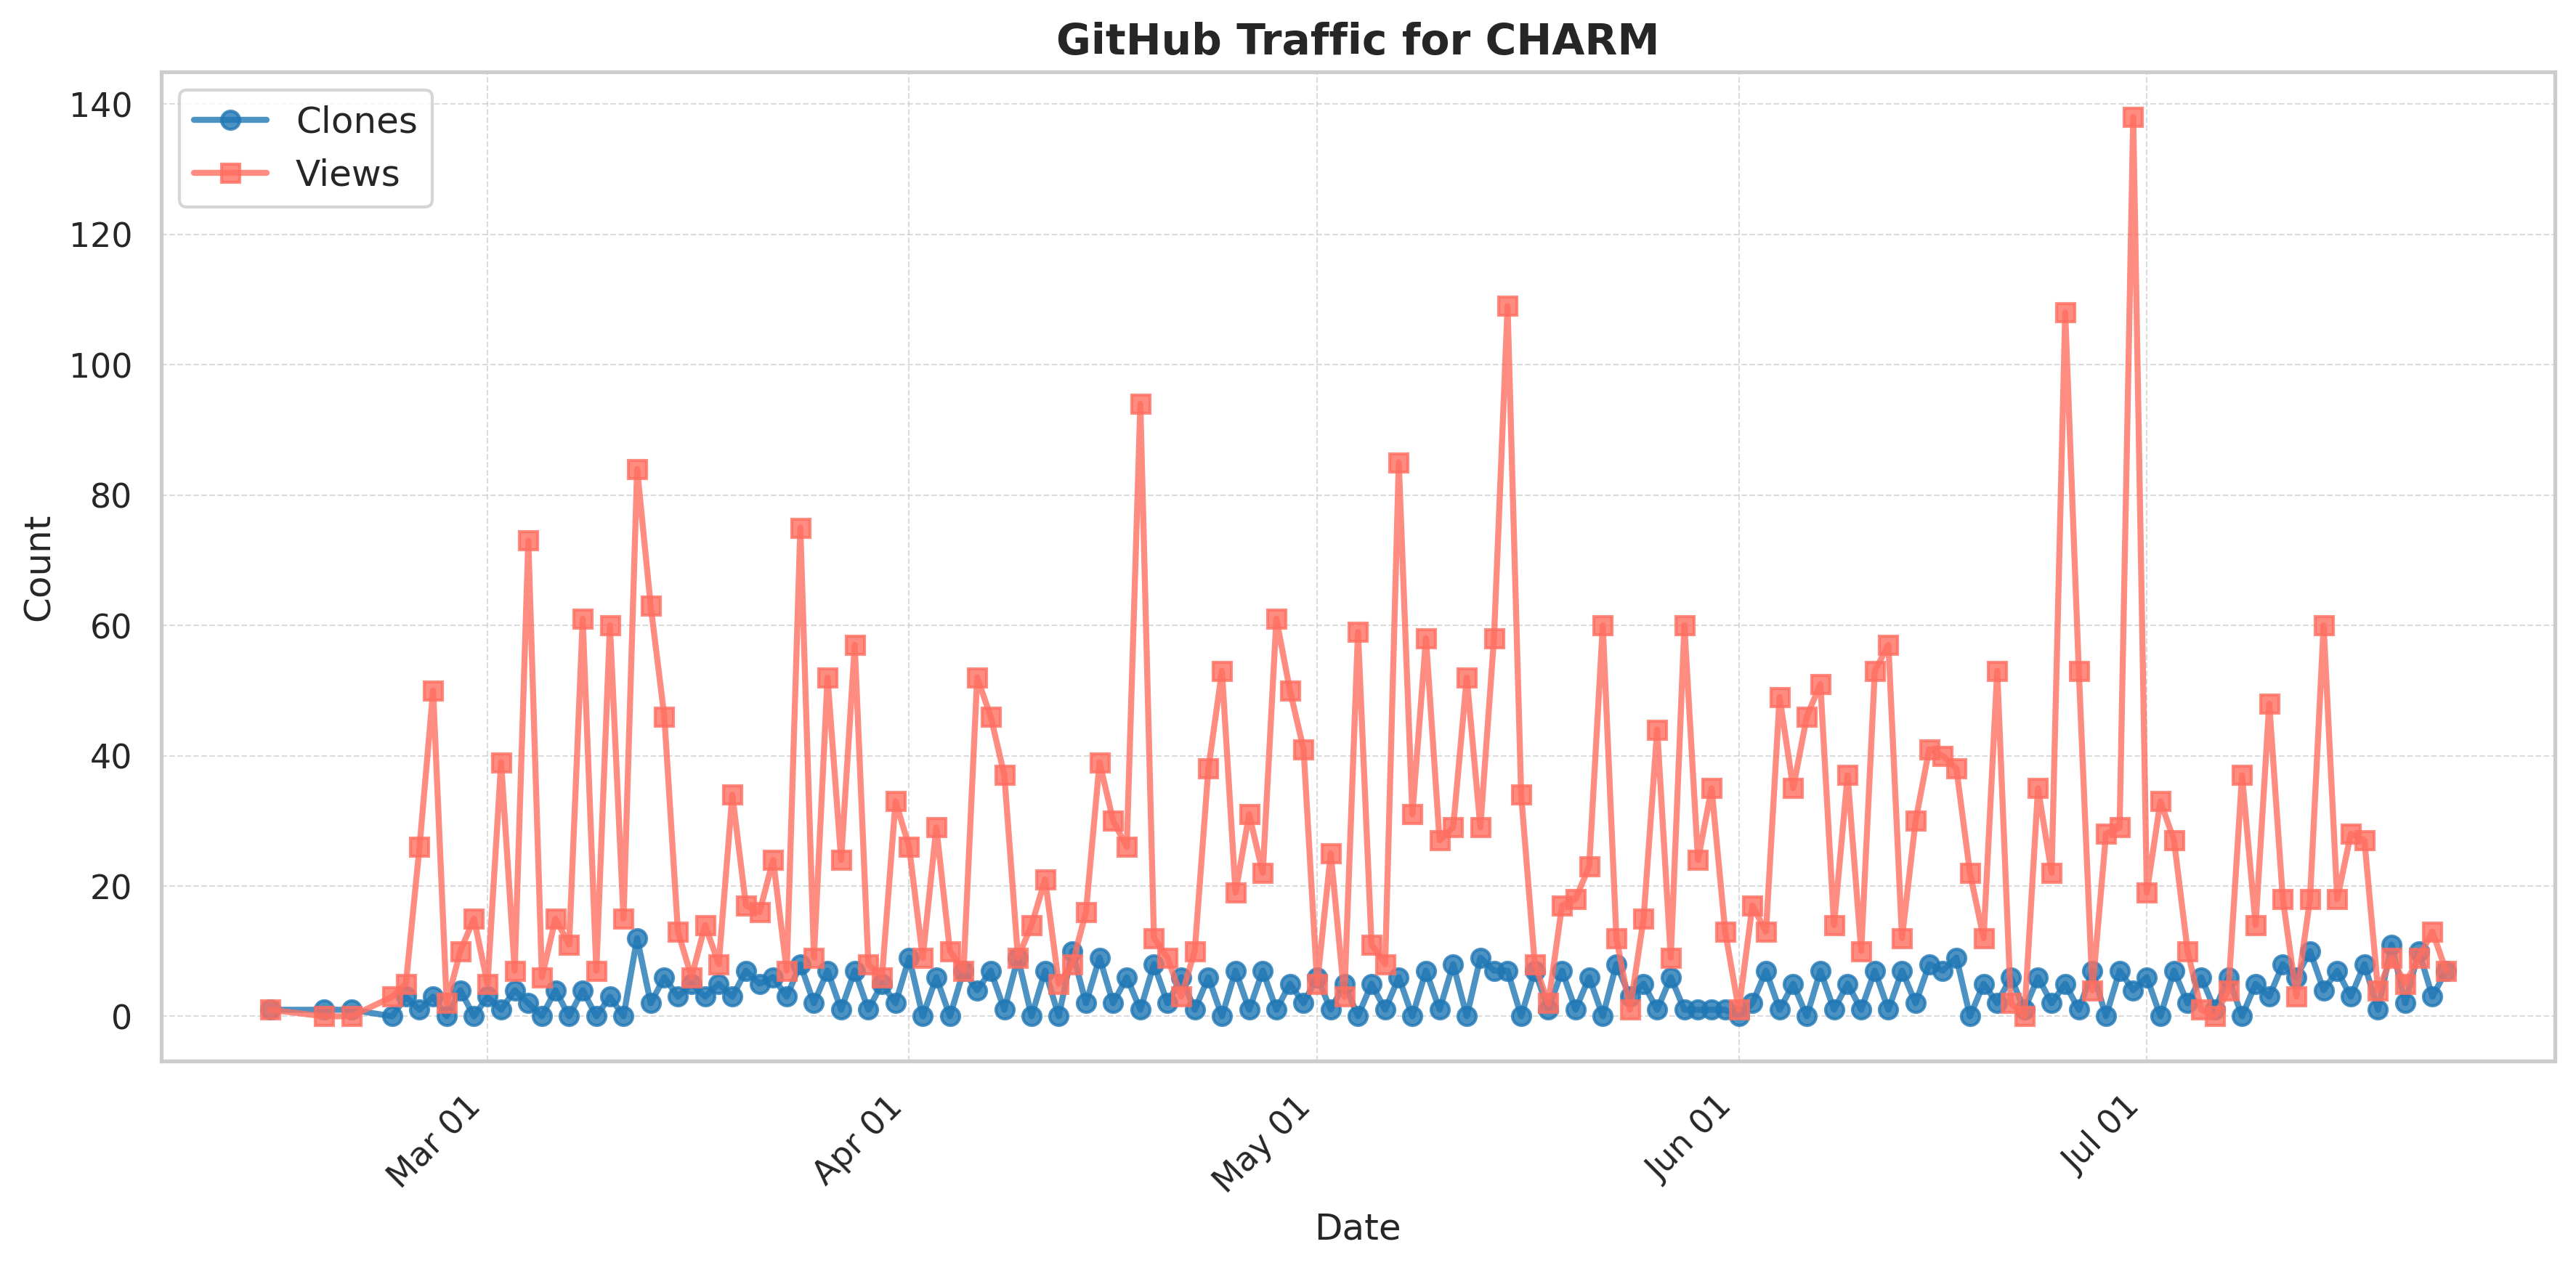 GitHub Traffic for CHARM
Clones
Views
140
120
100
80
60
40
20
0
Count
Mar 01
Apr 01
May 01
Jun 01
Jul 01
Date